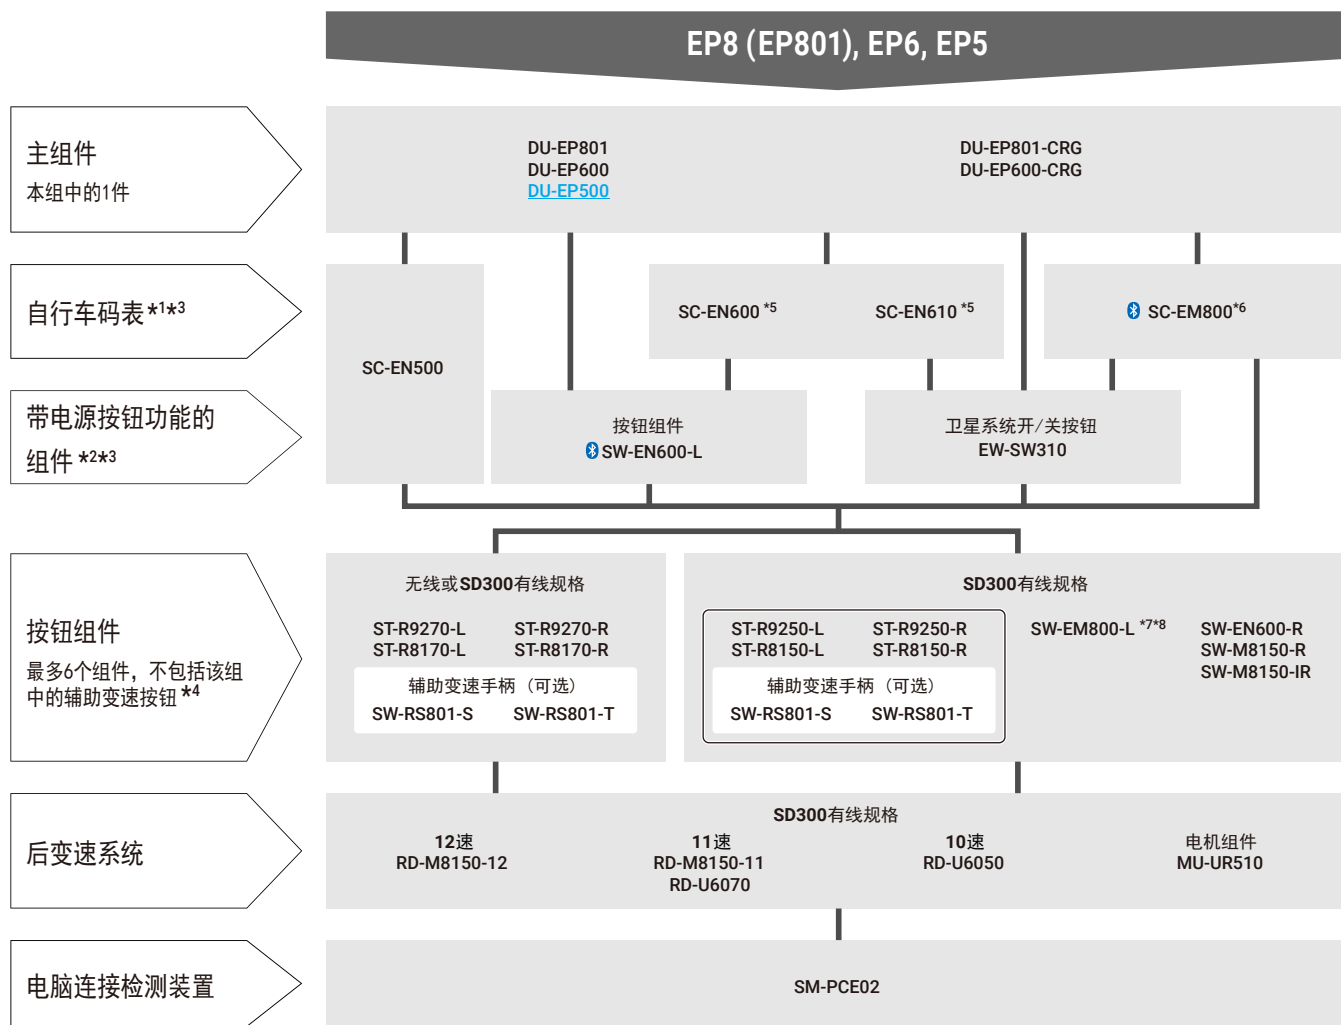 EP8 (EP801), EP6, EP5
主组件
本组中的1件
DU-EP801
DU-EP600
DU-EP500
DU-EP801-CRG
DU-EP600-CRG
自行车码表*1*3
SC-EN500
SC-EN600 *5
SC-EN610 *5
SC-EM800*6
带电源按钮功能的
组件 *2*3
按钮组件
SW-EN600-L
卫星系统开/关按钮
EW-SW310
按钮组件
最多6个组件，不包括该组
中的辅助变速按钮*4
无线或SD300有线规格
ST-R9270-L ST-R9270-R
ST-R8170-L ST-R8170-R
辅助变速手柄（可选）
SW-RS801-S SW-RS801-T
SD300有线规格
ST-R9250-L ST-R9250-R
ST-R8150-L ST-R8150-R
辅助变速手柄（可选）
SW-RS801-S SW-RS801-T
SW-EM800-L *7*8
SW-EN600-R
SW-M8150-R
SW-M8150-IR
后变速系统
SD300有线规格
12速
RD-M8150-12
11速
RD-M8150-11
RD-U6070
10速
RD-U6050
电机组件
MU-UR510
电脑连接检测装置
SM-PCE02